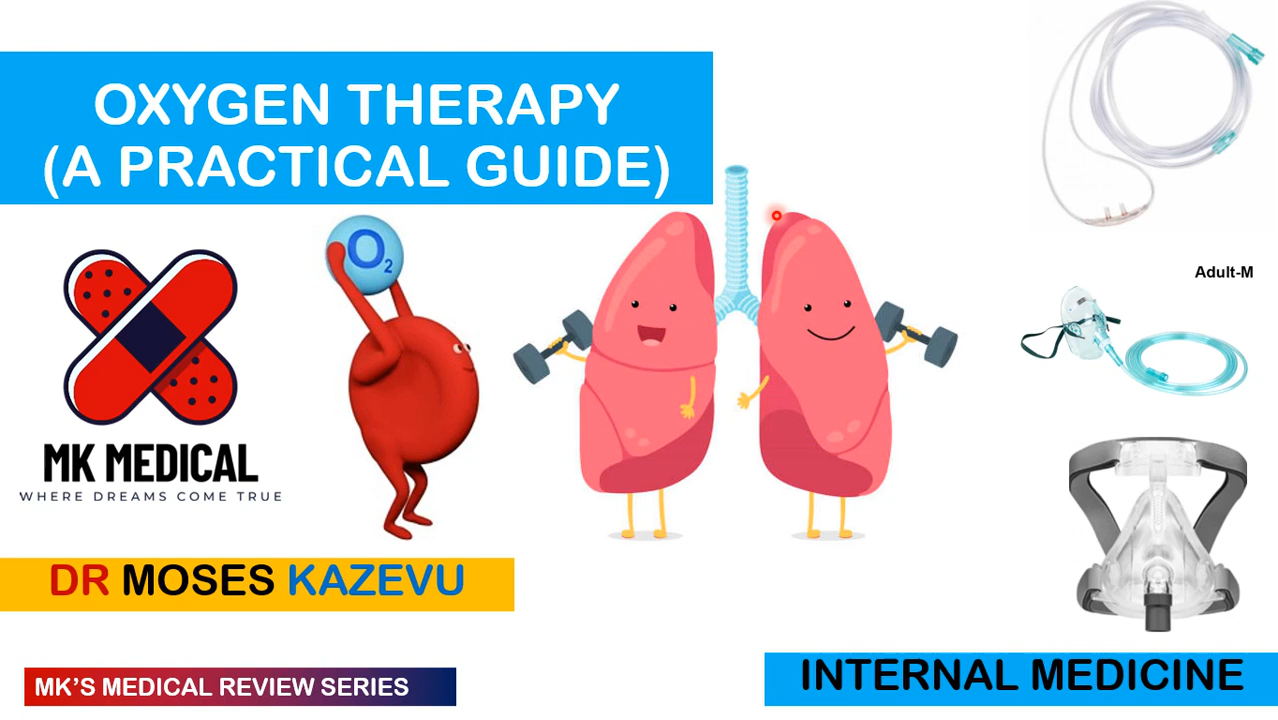 OXYGEN THERAPY
(A PRACTICAL GUIDE)
O2
Adult-M
MK MEDICAL
WHERE DREAMS COME TRUE
DR MOSES KAZEVU
MK'S MEDICAL REVIEW SERIES
INTERNAL MEDICINE